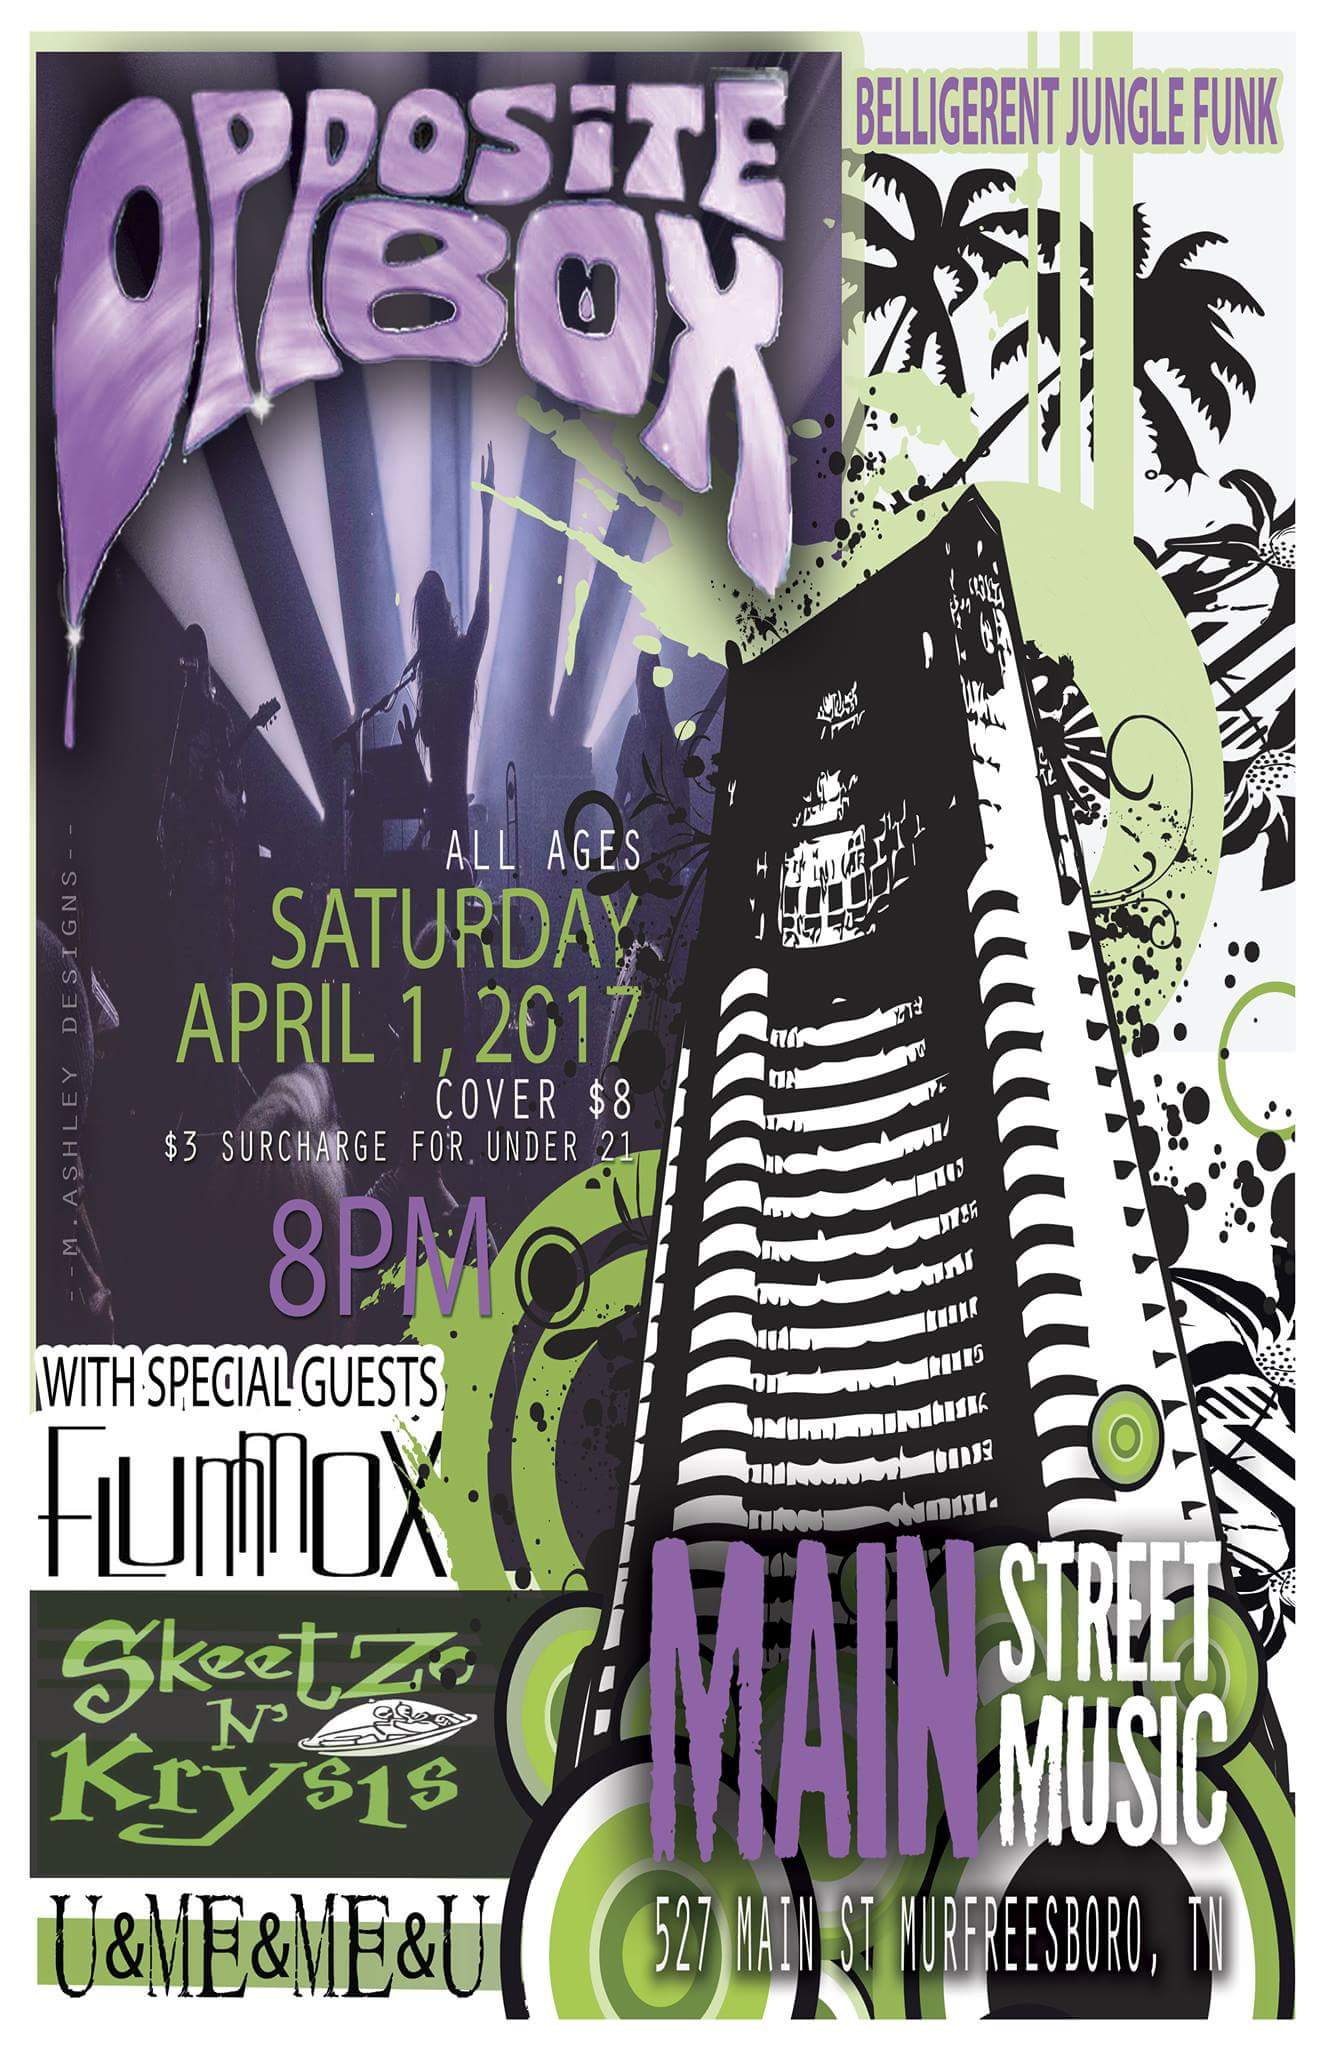 OPPOSiTE
BOX
BELLIGERENT JUNGLE FUNK
ALL AGES
SATURDAY
APRIL 1, 2017
COVER $8
$3 SURCHARGE FOR UNDER 21
8PM
--M.ASHLEY DESIGNS--
WITH SPECIAL GUESTS
FLUMMOX
Skeetzo
N'
Krysis
U&ME&ME&U
MAIN
STREET
MUSIC
527 MAIN ST MURFREESBORO, TN